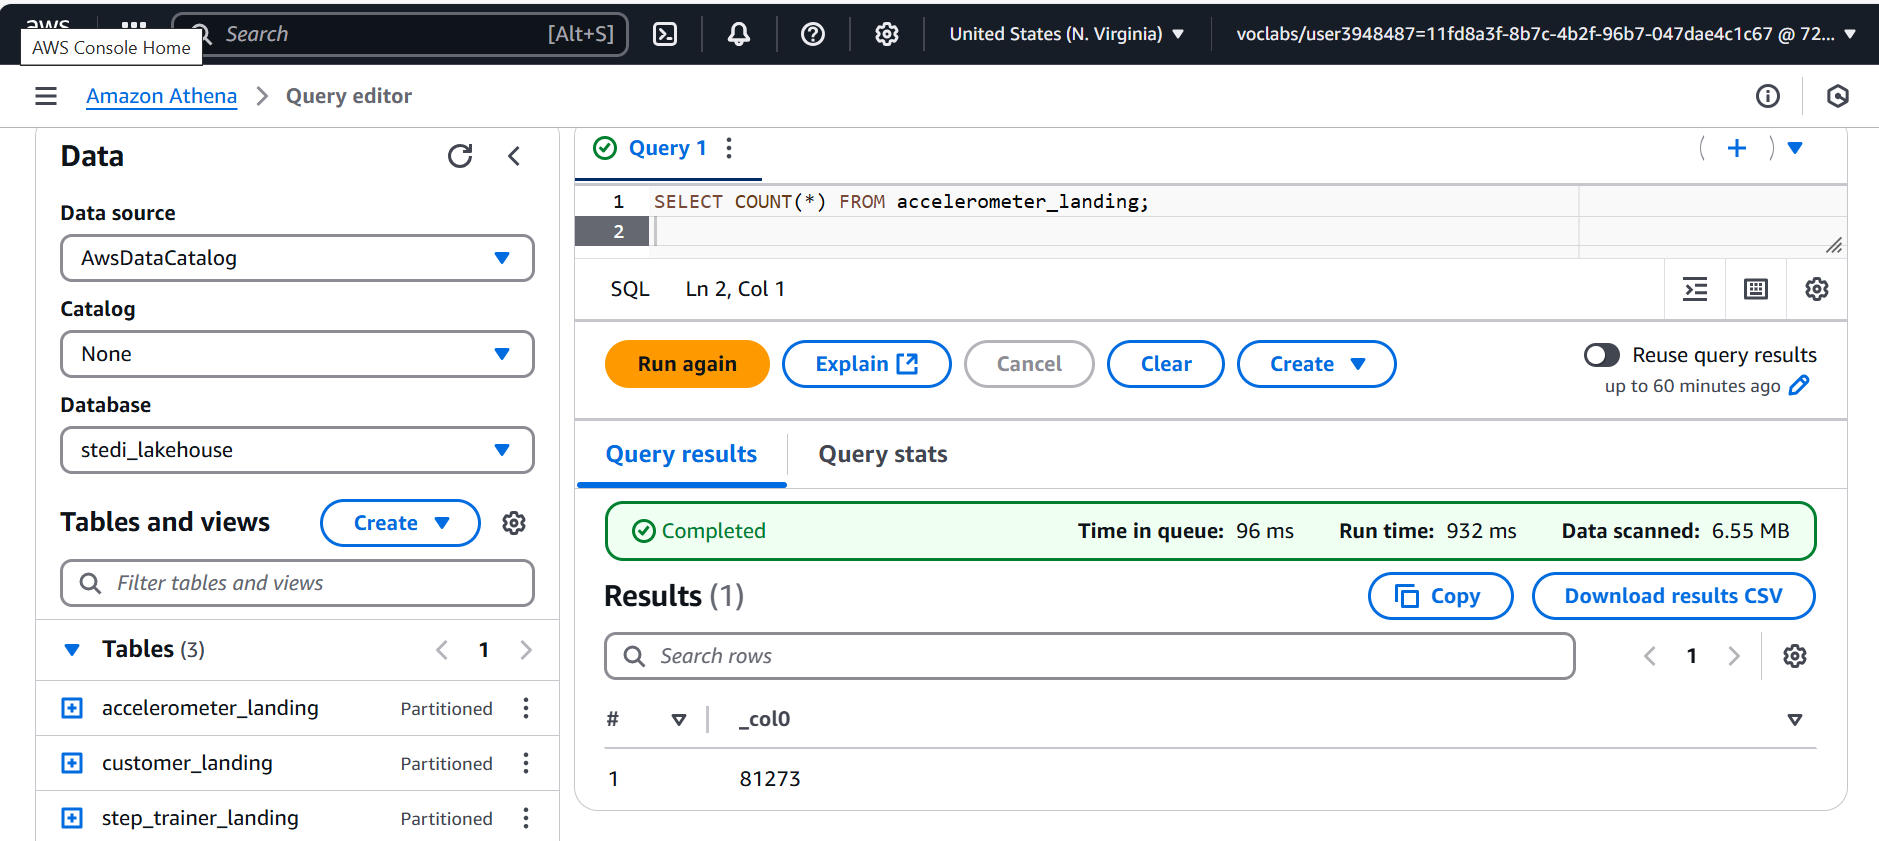 aws
Search [Alt+S]
United States (N. Virginia)
voclabs/user3948487=11fd8a3f-8b7c-4b2f-96b7-047dae4c1c67 @ 72...
AWS Console Home
Amazon Athena > Query editor
Data
Data source
AwsDataCatalog
Catalog
None
Database
stedi_lakehouse
Tables and views
Create
Filter tables and views
Tables (3)
< 1 >
accelerometer_landing Partitioned
customer_landing Partitioned
step_trainer_landing Partitioned
Query 1
1 SELECT COUNT(*) FROM accelerometer_landing;
2
SQL Ln 2, Col 1
Run again
Explain
Cancel
Clear
Create
Reuse query results
up to 60 minutes ago
Query results
Query stats
Completed
Time in queue: 96 ms
Run time: 932 ms
Data scanned: 6.55 MB
Results (1)
Copy
Download results CSV
Search rows
< 1 >
# _col0
1 81273